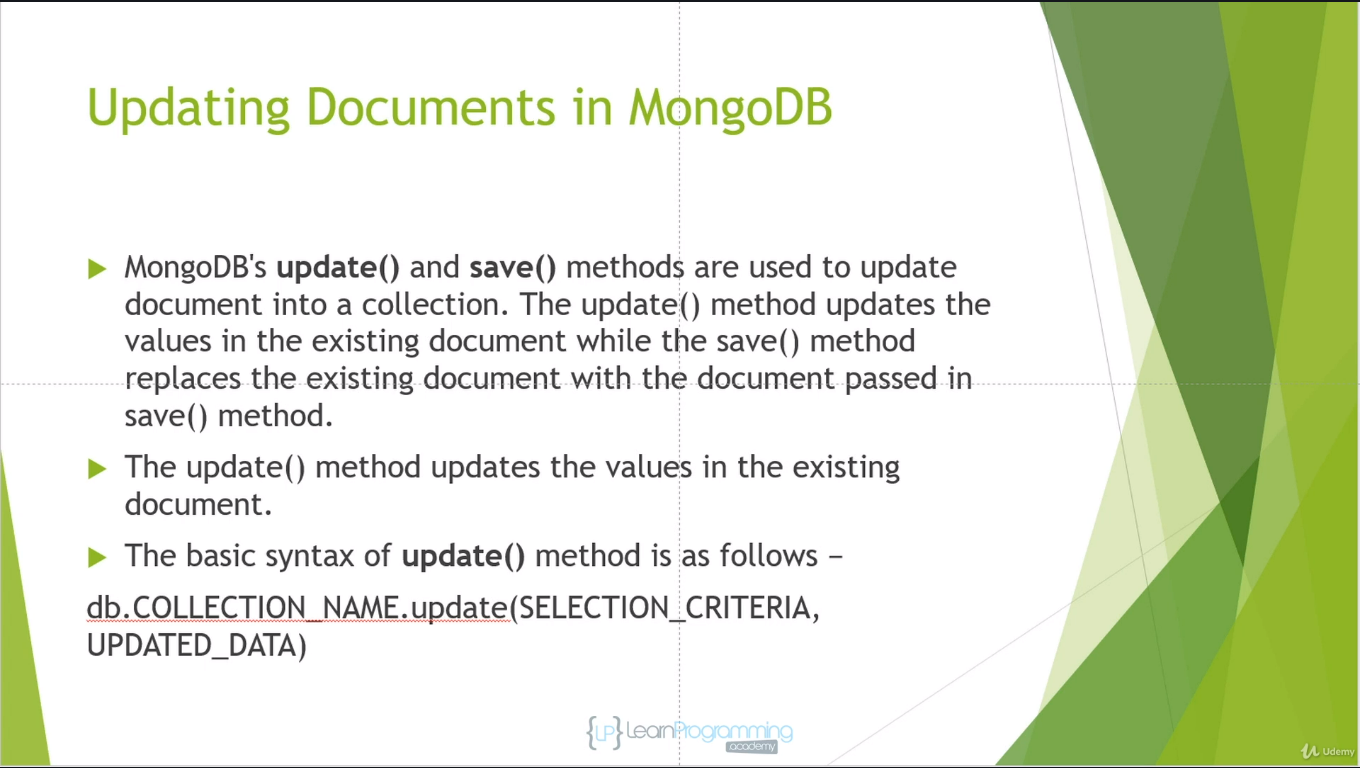 Updating Documents in MongoDB
MongoDB's update() and save() methods are used to update
document into a collection. The update() method updates the
values in the existing document while the save() method
replaces the existing document with the document passed in
save() method.
The update() method updates the values in the existing
document.
The basic syntax of update() method is as follows −
db.COLLECTION_NAME.update(SELECTION_CRITERIA,
UPDATED_DATA)
{LP} LearnProgramming
academy
Udemy